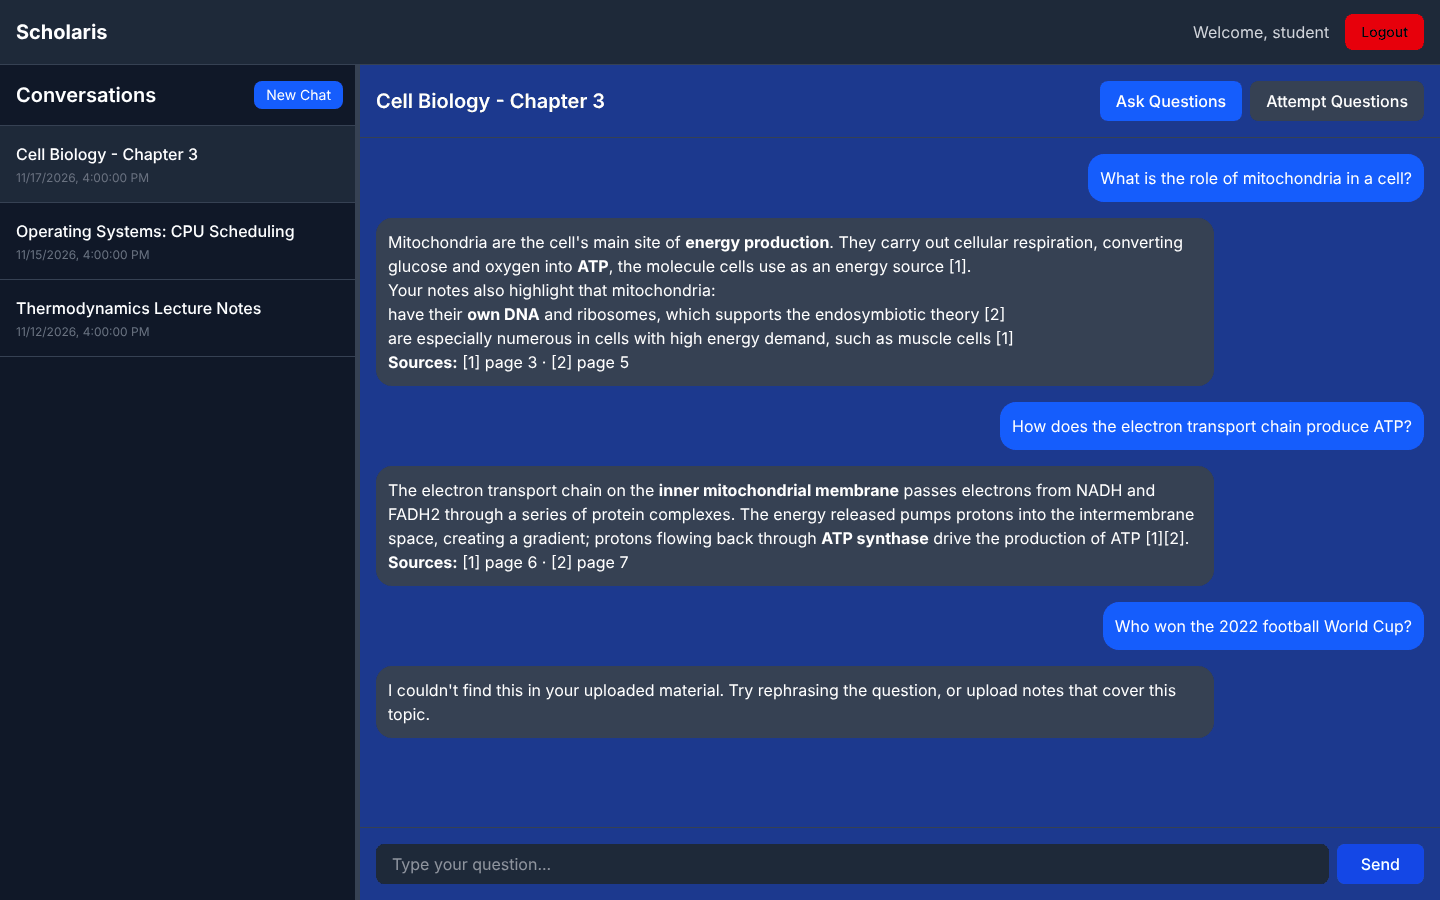 Scholaris
Welcome, student
Logout
Conversations
New Chat
Cell Biology - Chapter 3
11/17/2026, 4:00:00 PM
Operating Systems: CPU Scheduling
11/15/2026, 4:00:00 PM
Thermodynamics Lecture Notes
11/12/2026, 4:00:00 PM
Cell Biology - Chapter 3
Ask Questions
Attempt Questions
What is the role of mitochondria in a cell?
Mitochondria are the cell's main site of energy production. They carry out cellular respiration, converting
glucose and oxygen into ATP, the molecule cells use as an energy source [1].
Your notes also highlight that mitochondria:
have their own DNA and ribosomes, which supports the endosymbiotic theory [2]
are especially numerous in cells with high energy demand, such as muscle cells [1]
Sources: [1] page 3 · [2] page 5
How does the electron transport chain produce ATP?
The electron transport chain on the inner mitochondrial membrane passes electrons from NADH and
FADH2 through a series of protein complexes. The energy released pumps protons into the intermembrane
space, creating a gradient; protons flowing back through ATP synthase drive the production of ATP [1][2].
Sources: [1] page 6 · [2] page 7
Who won the 2022 football World Cup?
I couldn't find this in your uploaded material. Try rephrasing the question, or upload notes that cover this
topic.
Type your question...
Send